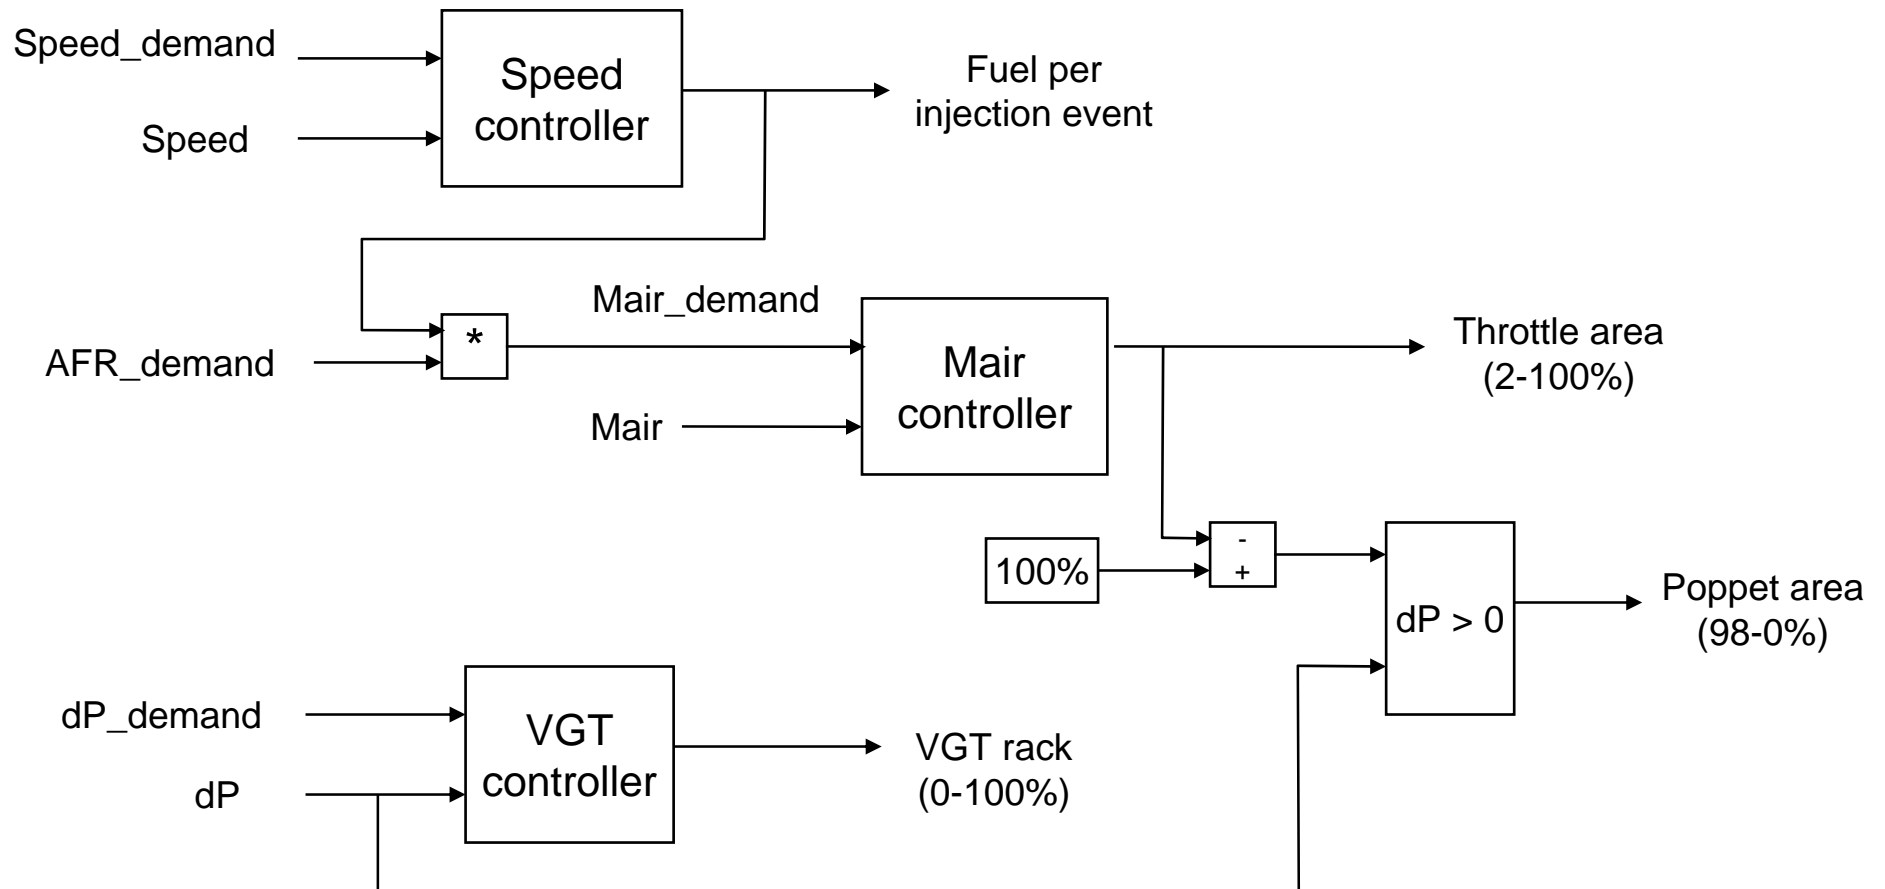 Speed_demand
Speed
Speed
controller
Fuel per
injection event
AFR_demand
*
Mair_demand
Mair
Mair
controller
Throttle area
(2-100%)
100%
-
+
dP > 0
Poppet area
(98-0%)
dP_demand
dP
VGT
controller
VGT rack
(0-100%)